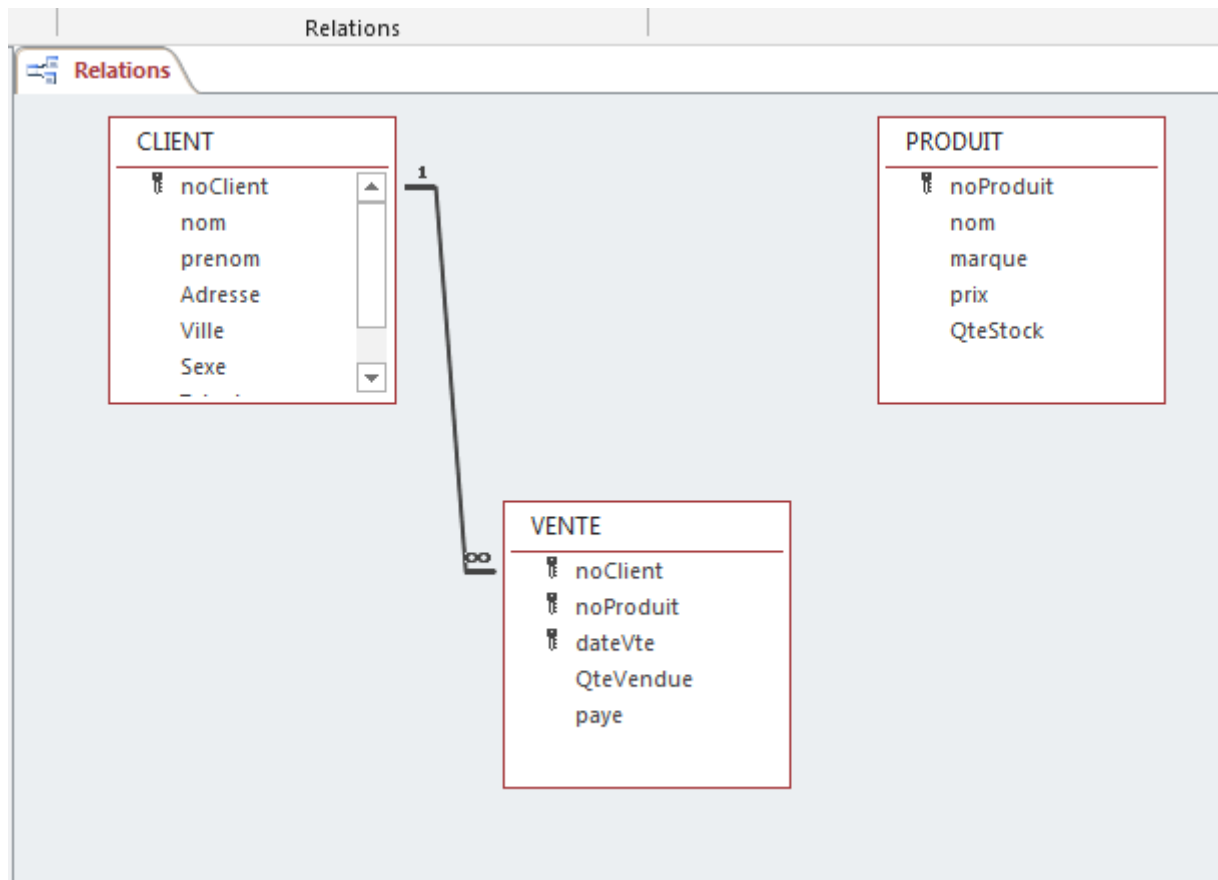 Relations
Relations
CLIENT
noClient
nom
prenom
Adresse
Ville
Sexe
1
∞
PRODUIT
noProduit
nom
marque
prix
QteStock
VENTE
noClient
noProduit
dateVte
QteVendue
paye